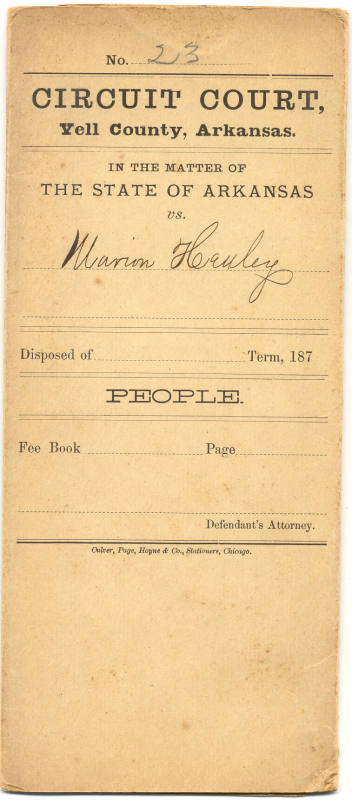 No. 23
CIRCUIT COURT,
Yell County, Arkansas.
IN THE MATTER OF
THE STATE OF ARKANSAS
vs.
Marion Henley
Disposed of Term, 187
PEOPLE.
Fee Book Page
Defendant's Attorney.
Culver, Page, Hoyne & Co., Stationers, Chicago.